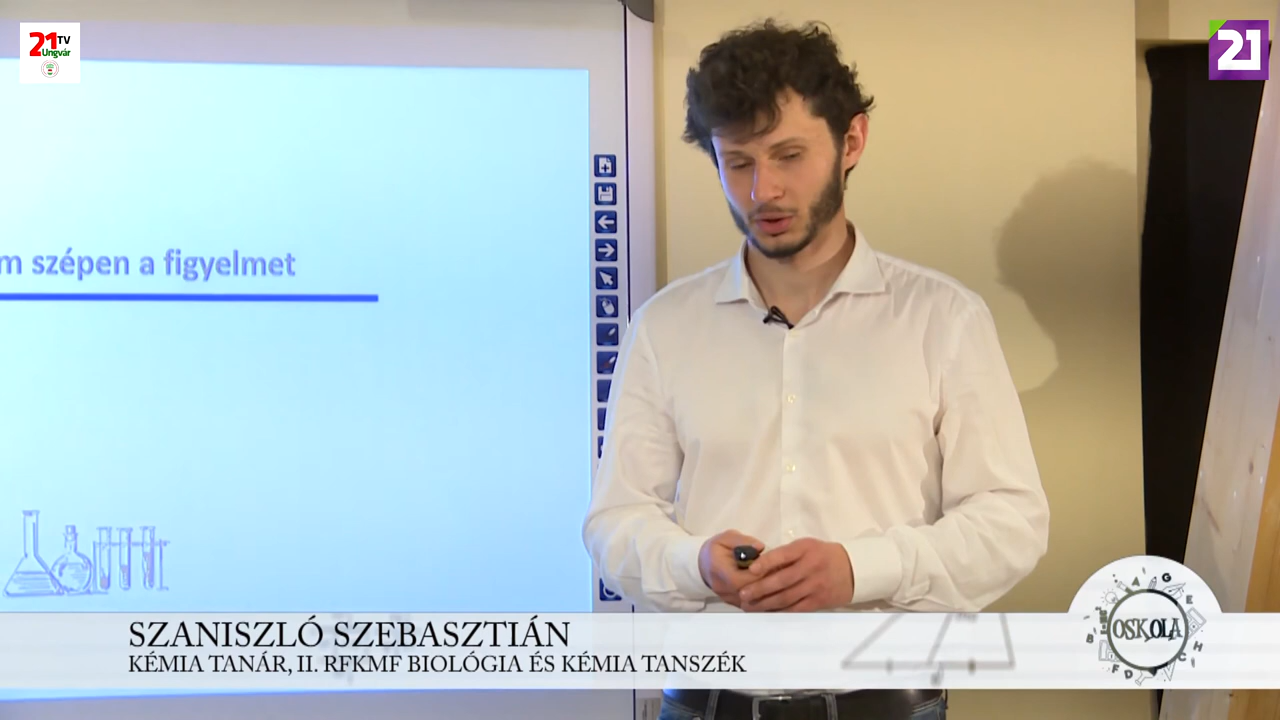 21 TV
Ungvár
21
m szépen a figyelmet
SZANISZLÓ SZEBASZTIÁN
KÉMIA TANÁR, II. RFKMF BIOLÓGIA ÉS KÉMIA TANSZÉK
OSKOLA